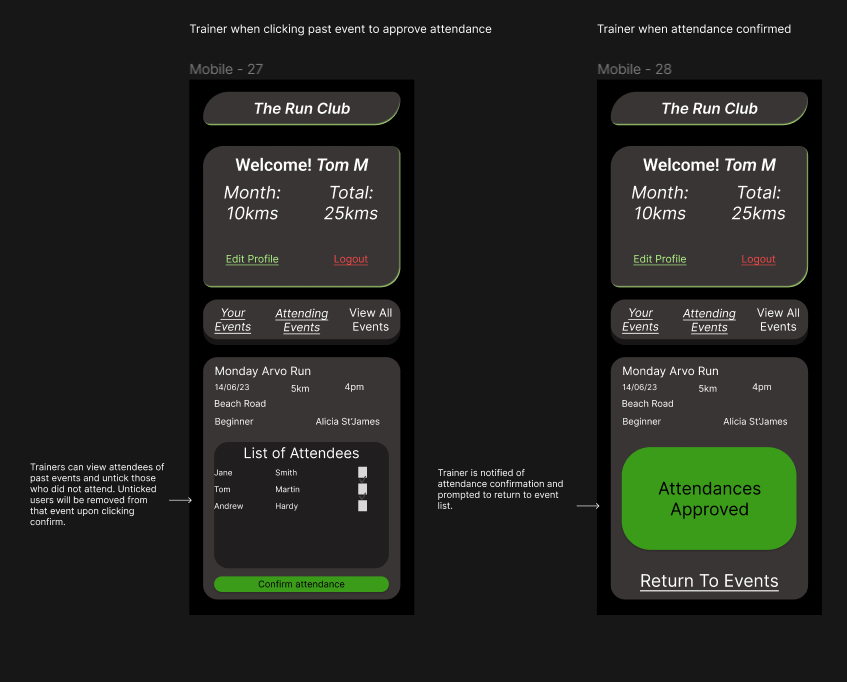 Trainer when clicking past event to approve attendance
Mobile - 27
The Run Club
Welcome! Tom M
Month: Total:
10kms 25kms
Edit Profile Logout
Your Attending View All
Events Events Events
Monday Arvo Run
14/06/23 5km 4pm
Beach Road
Beginner Alicia St'James
List of Attendees
Jane Smith
Tom Martin
Andrew Hardy
Confirm attendance
Trainers can view attendees of
past events and untick those
who did not attend. Unticked
users will be removed from
that event upon clicking
confirm.
Trainer when attendance confirmed
Mobile - 28
The Run Club
Welcome! Tom M
Month: Total:
10kms 25kms
Edit Profile Logout
Your Attending View All
Events Events Events
Monday Arvo Run
14/06/23 5km 4pm
Beach Road
Beginner Alicia St'James
Attendances
Approved
Return To Events
Trainer is notified of
attendance confirmation and
prompted to return to event
list.